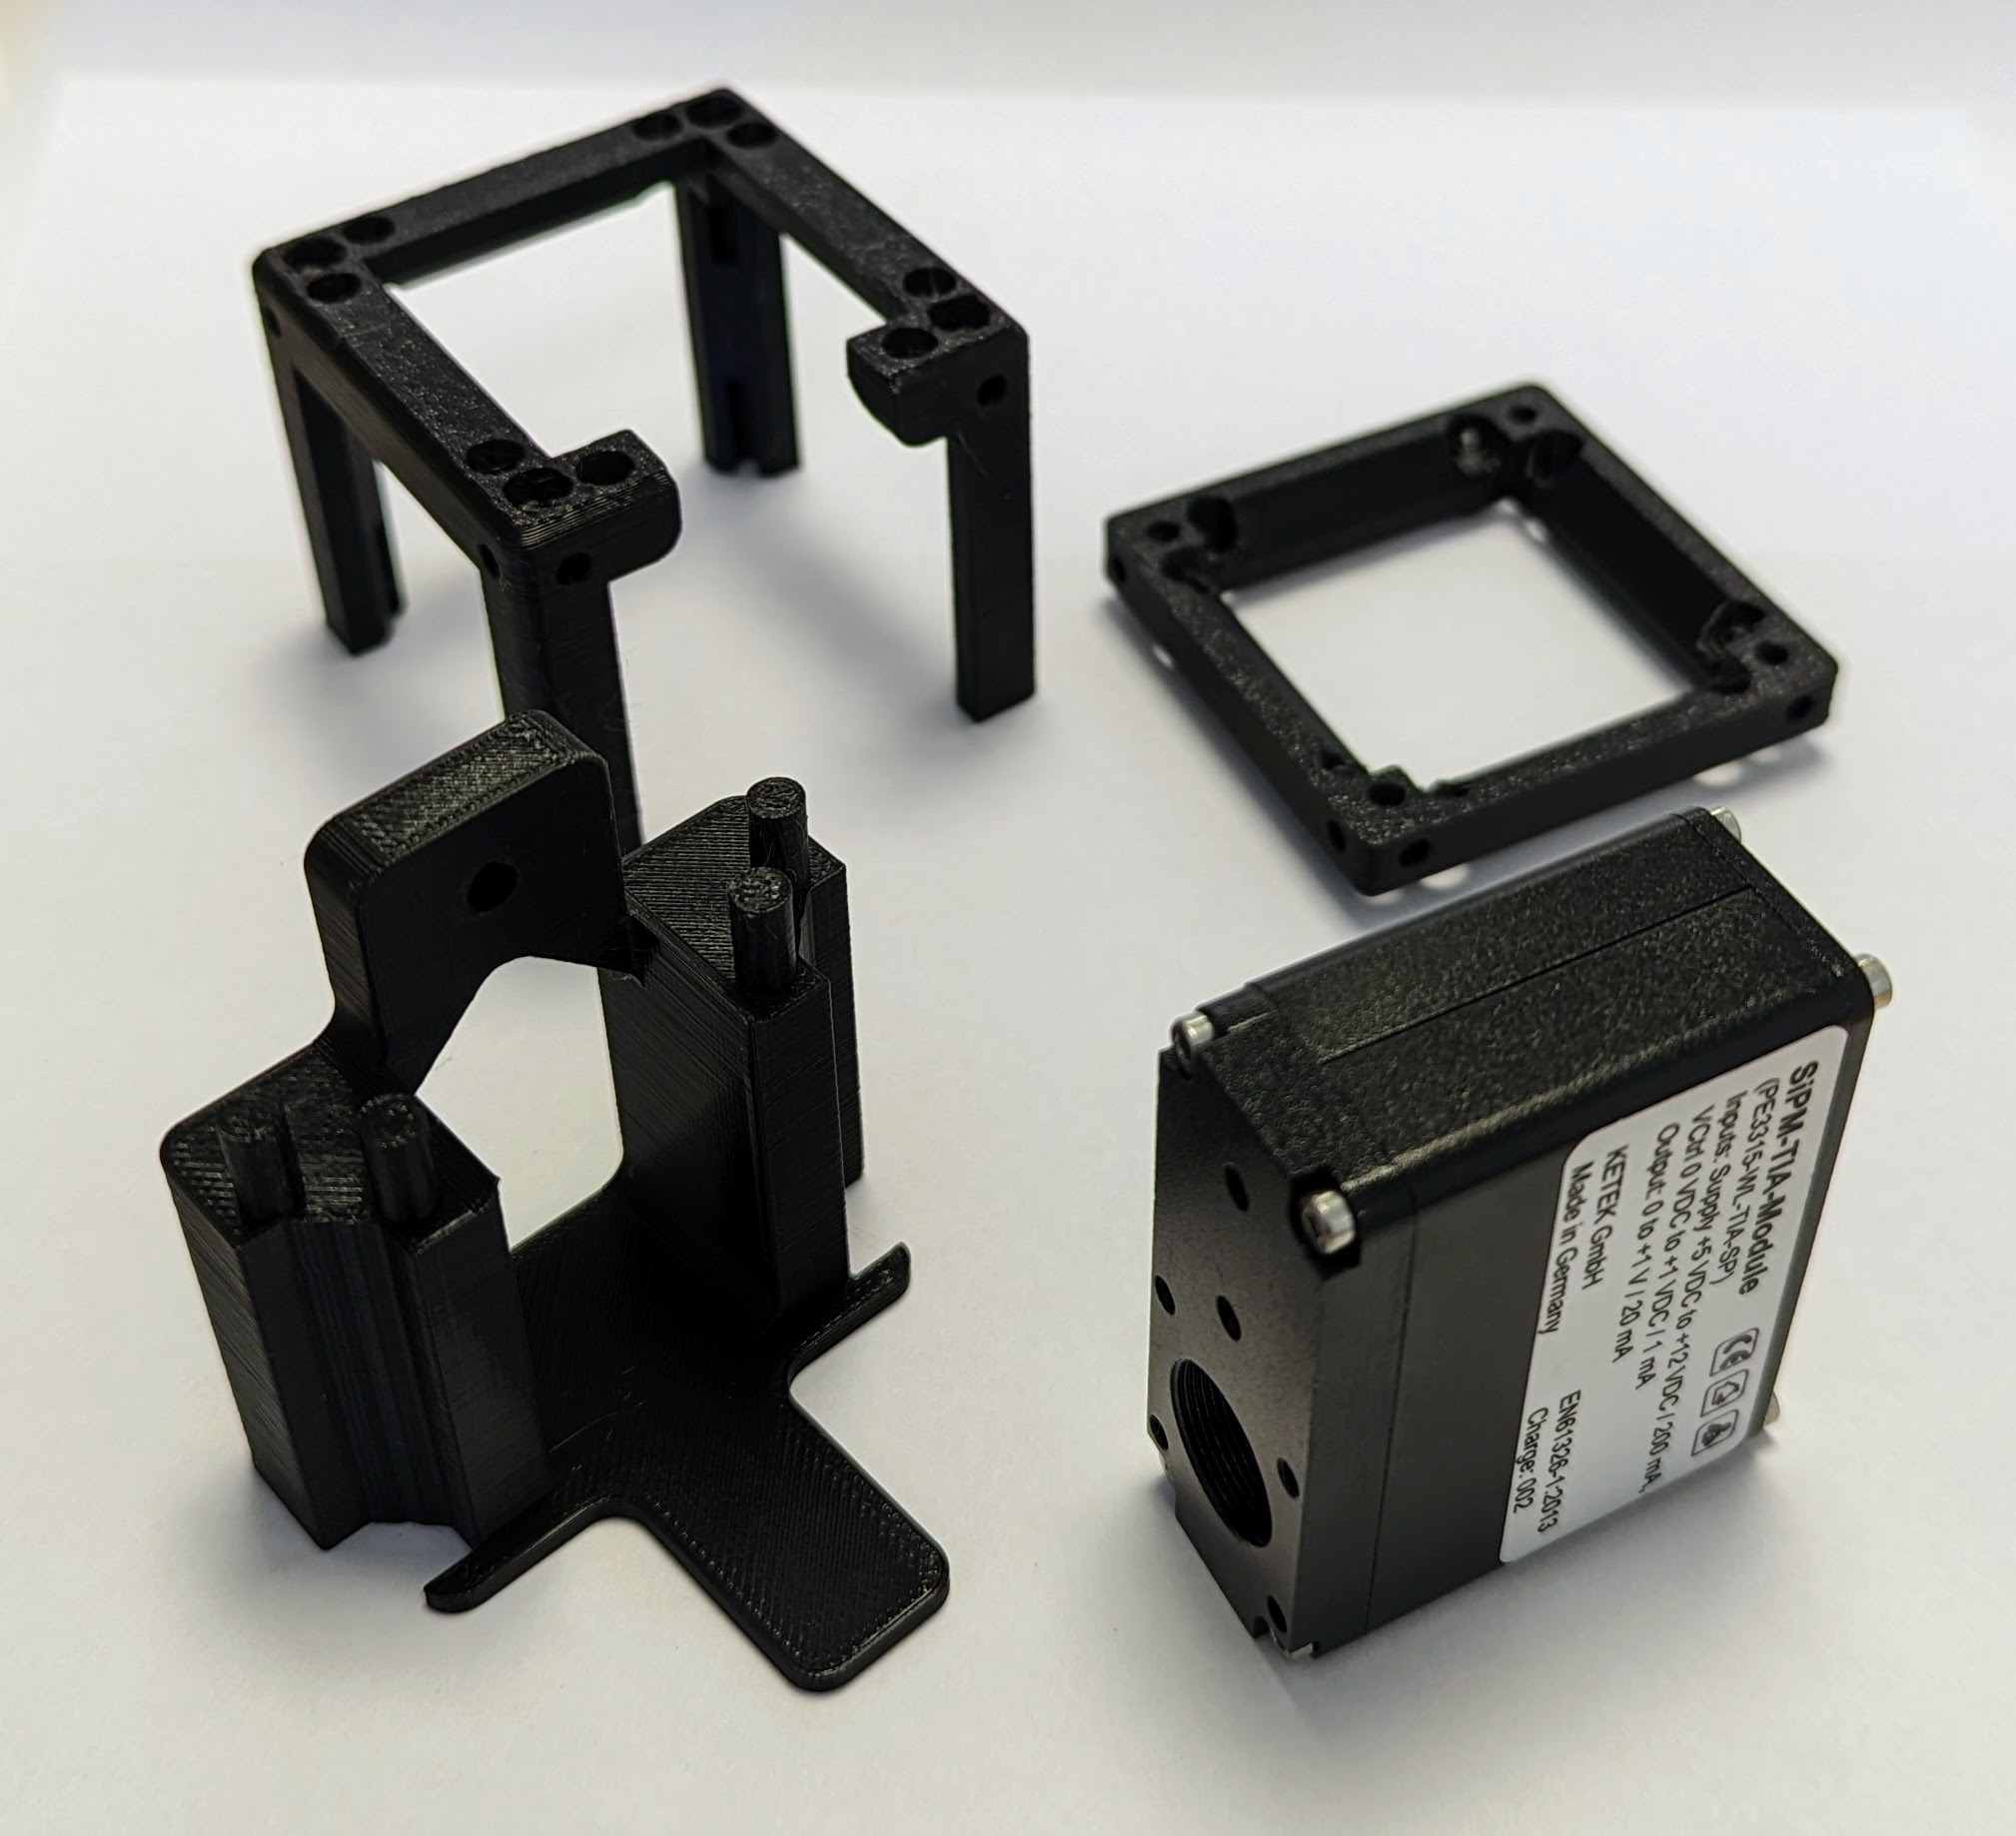 SiPM-TIA-Module
(PE3315-WL-TIA-SP)
Inputs: Supply +5 VDC to +12 VDC / 200 mA,
VCtrl 0 VDC to +1 VDC / 1 mA
Output: 0 to +1 V / 20 mA
KETEK GmbH
Made in Germany
EN61326-1:2013
Charge: 002
CE